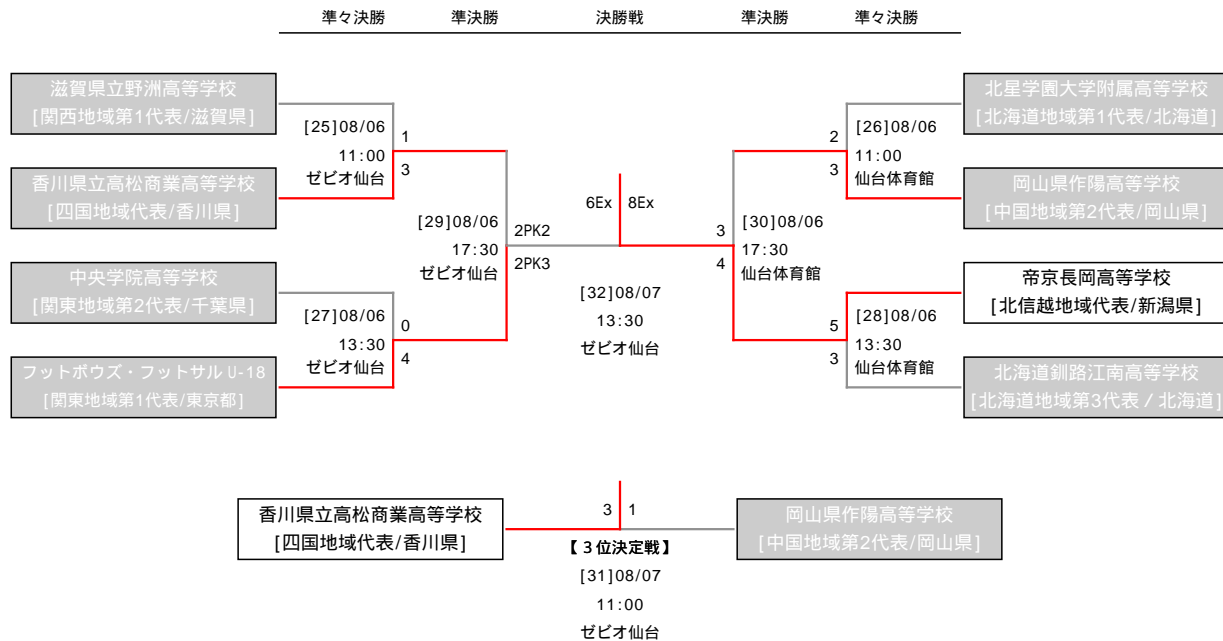 準々決勝 準決勝 決勝戦 準決勝 準々決勝
滋賀県立野洲高等学校
[関西地域第1代表/滋賀県]
香川県立高松商業高等学校
[四国地域代表/香川県]
中央学院高等学校
[関東地域第2代表/千葉県]
フットボウズ・フットサル U-18
[関東地域第1代表/東京都]
[25]08/06
11:00
ゼビオ仙台
1
3
[27]08/06
13:30
ゼビオ仙台
0
4
[29]08/06
17:30
ゼビオ仙台
2PK2
2PK3
6Ex 8Ex
[32]08/07
13:30
ゼビオ仙台
3
4
[30]08/06
17:30
仙台体育館
2
3
[26]08/06
11:00
仙台体育館
5
3
[28]08/06
13:30
仙台体育館
北星学園大学附属高等学校
[北海道地域第1代表/北海道]
岡山県作陽高等学校
[中国地域第2代表/岡山県]
帝京長岡高等学校
[北信越地域代表/新潟県]
北海道釧路江南高等学校
[北海道地域第3代表/北海道]
香川県立高松商業高等学校
[四国地域代表/香川県]
3 1
【3位決定戦】
[31]08/07
11:00
ゼビオ仙台
岡山県作陽高等学校
[中国地域第2代表/岡山県]